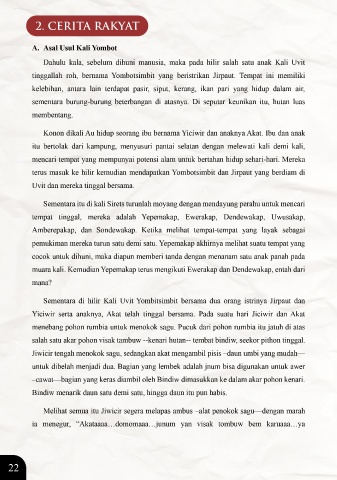 2. CERITA RAKYAT
A. Asal Usul Kali Yombot
Dahulu kala, sebelum dihuni manusia, maka pada hilir salah satu anak Kali Uvit
tinggallah roh, bernama Yombotsimbit yang beristrikan Jirpaut. Tempat ini memiliki
kelebihan, antara lain terdapat pasir, siput, kerang, ikan pari yang hidup dalam air,
sementara burung-burung beterbangan di atasnya. Di seputar keunikan itu, hutan luas
membentang.
Konon dikali Au hidup seorang ibu bernama Yiciwir dan anaknya Akat. Ibu dan anak
itu bertolak dari kampung, menyusuri pantai selatan dengan melewati kali demi kali,
mencari tempat yang mempunyai potensi alam untuk bertahan hidup sehari-hari. Mereka
terus masuk ke hilir kemudian mendapatkan Yombotsimbit dan Jirpaut yang berdiam di
Uvit dan mereka tinggal bersama.
Sementara itu di kali Sirets turunlah moyang dengan mendayung perahu untuk mencari
tempat tinggal, mereka adalah Yepemakap, Ewerakap, Dendewakap, Uwusakap,
Amberepakap, dan Sondewakap. Ketika melihat tempat-tempat yang layak sebagai
pemukiman mereka turun satu demi satu. Yepemakap akhirnya melihat suatu tempat yang
cocok untuk dihuni, maka diapun memberi tanda dengan menanam satu anak panah pada
muara kali. Kemudian Yepemakap terus mengikuti Ewerakap dan Dendewakap, entah dari
mana?
Sementara di hilir Kali Uvit Yombitsimbit bersama dua orang istrinya Jirpaut dan
Yiciwir serta anaknya, Akat telah tinggal bersama. Pada suatu hari Jiciwir dan Akat
menebang pohon rumbia untuk menokok sagu. Pucuk dari pohon rumbia itu jatuh di atas
salah satu akar pohon visak tambuw --kenari hutan-- tembat bindiw, seekor pithon tinggal.
Jiwicir tengah menokok sagu, sedangkan akat mengambil pisis –daun umbi yang mudah—
untuk dibelah menjadi dua. Bagian yang lembek adalah jnum bisa digunakan untuk awer
–cawat—bagian yang keras diambil oleh Bindiw dimasukkan ke dalam akar pohon kenari.
Bindiw menarik daun satu demi satu, hingga daun itu pun habis.
Melihat semua itu Jiwicir segera melapas ambus –alat penokok sagu—dengan marah
ia menegur, “Akataaaa…domomaaa…junum yan visak tombuw bem karuaaa…ya
22